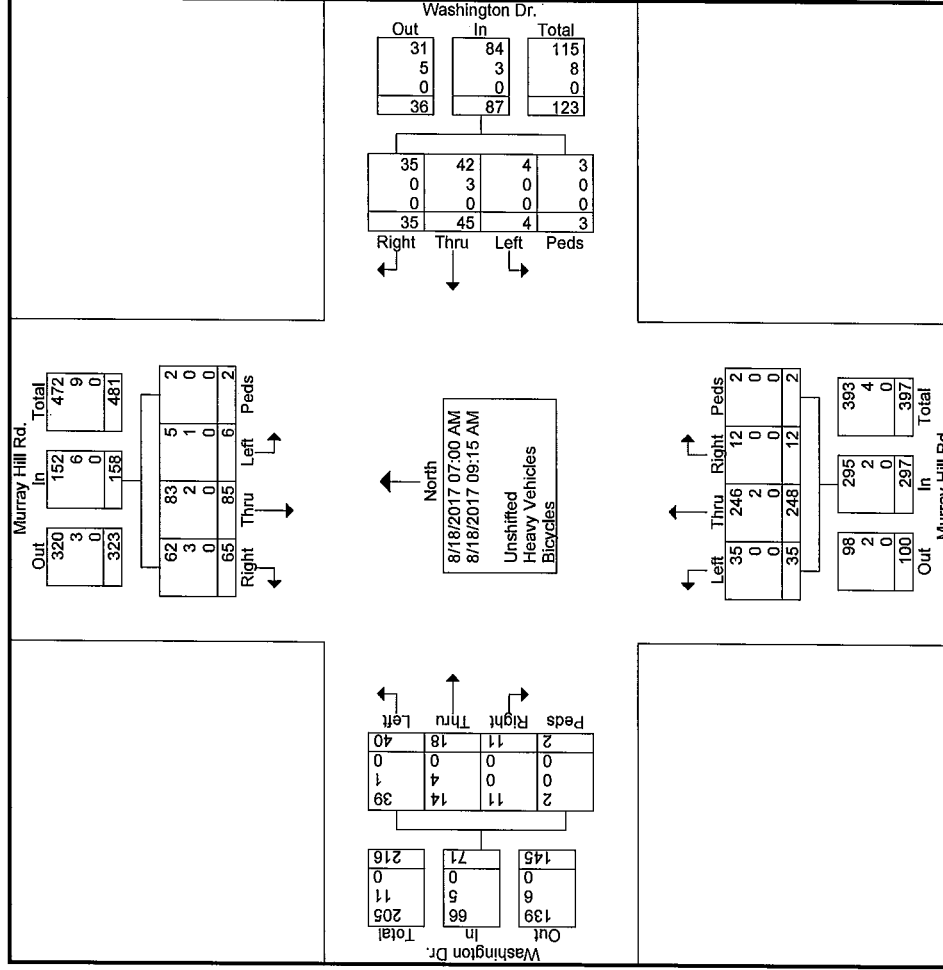 Washington Dr.
Out In Total
31 84 115
5 3 8
0 0 0
36 87 123
35 42 4 3
0 3 0 0
0 0 0 0
35 45 4 3
Right Thru Left Peds
Murray Hill Rd.
Out In Total
320 152 472
3 6 9
0 0 0
323 158 481
62 83 5 2
3 2 1 0
0 0 0 0
65 85 6 2
Right Thru Left Peds
North
8/18/2017 07:00 AM
8/18/2017 09:15 AM
Unshifted
Heavy Vehicles
Bicycles
Left Thru Right Peds
35 246 12 2
0 2 0 0
0 0 0 0
35 248 12 2
98 295 393
2 2 4
0 0 0
100 297 397
Out In Total
Murray Hill Rd.
Left Thru Right Peds
40 18 11 2
0 0 0 0
1 4 0 0
39 14 11 2
216 71 145
0 0 0
11 5 6
205 66 139
Total In Out
Washington Dr.